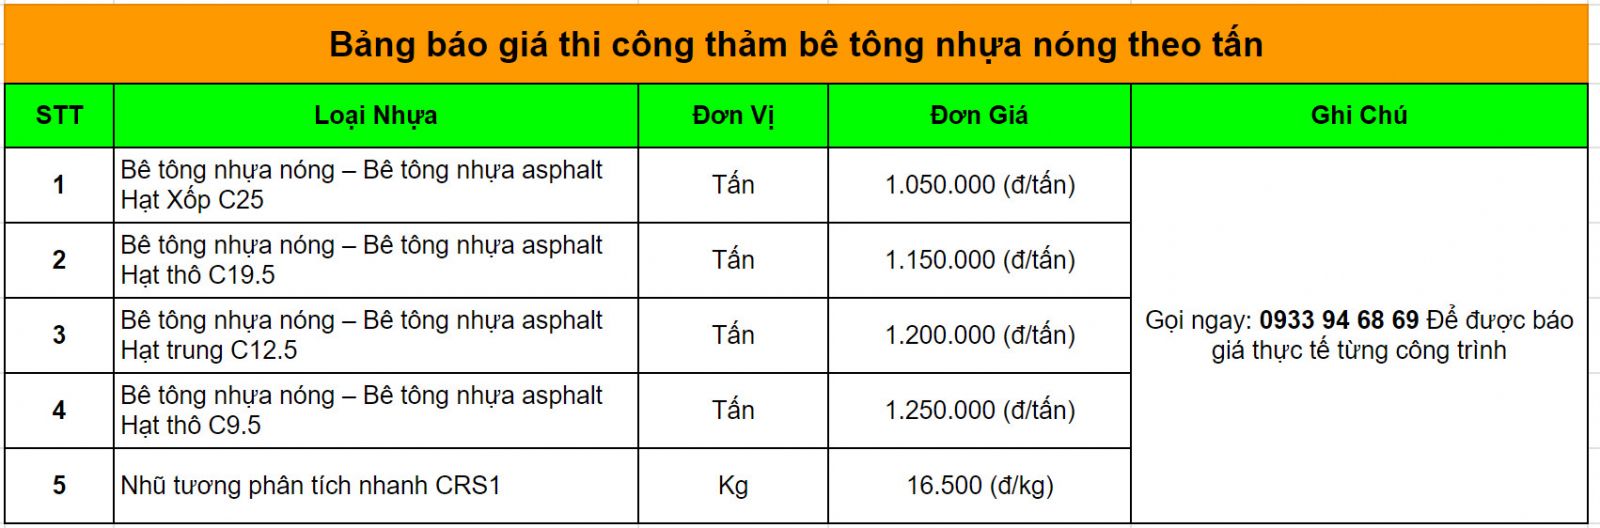 Bảng báo giá thi công thảm bê tông nhựa nóng theo tấn
STT Loại Nhựa Đơn Vị Đơn Giá Ghi Chú
1 Bê tông nhựa nóng – Bê tông nhựa asphalt
Hạt Xốp C25 Tấn 1.050.000 (đ/tấn)
2 Bê tông nhựa nóng – Bê tông nhựa asphalt
Hạt thô C19.5 Tấn 1.150.000 (đ/tấn)
3 Bê tông nhựa nóng – Bê tông nhựa asphalt
Hạt trung C12.5 Tấn 1.200.000 (đ/tấn)
4 Bê tông nhựa nóng – Bê tông nhựa asphalt
Hạt thô C9.5 Tấn 1.250.000 (đ/tấn)
5 Nhũ tương phân tích nhanh CRS1 Kg 16.500 (đ/kg)
Gọi ngay: 0933 94 68 69 Để được báo
giá thực tế từng công trình